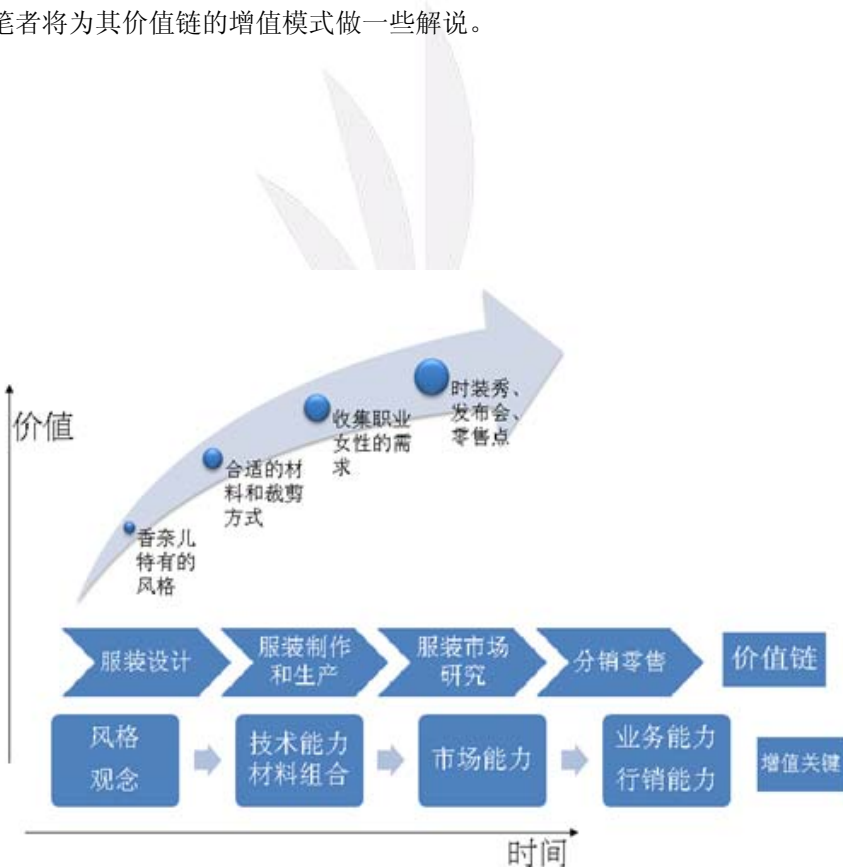 笔者将为其价值链的增值模式做一些解说。
价值
时装秀、
发布会、
零售点
收集职业
女性的需
求
合适的材
料和裁剪
方式
香奈儿
特有的
风格
服装设计
服装制作
和生产
服装市场
研究
分销零售
价值链
风格
观念
技术能力
材料组合
市场能力
业务能力
行销能力
增值关键
时间